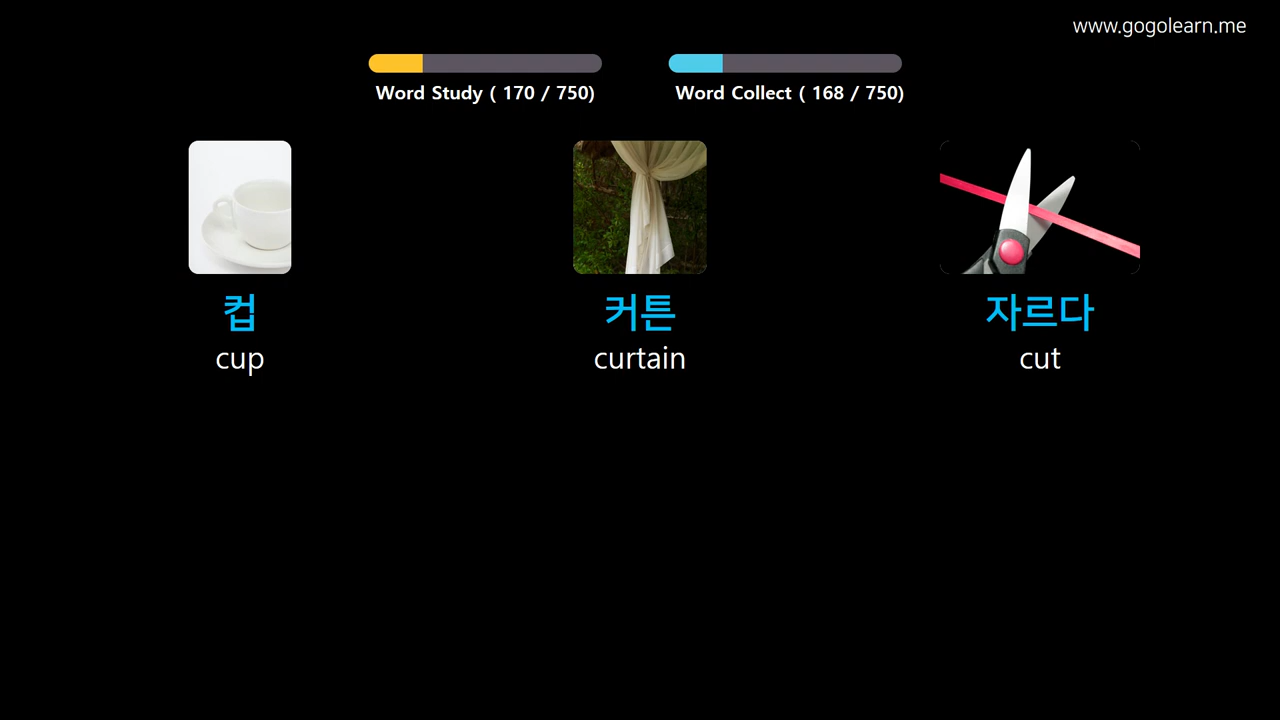 www.gogolearn.me
Word Study ( 170 / 750)
Word Collect ( 168 / 750)
컵
커튼
자르다
cup
curtain
cut